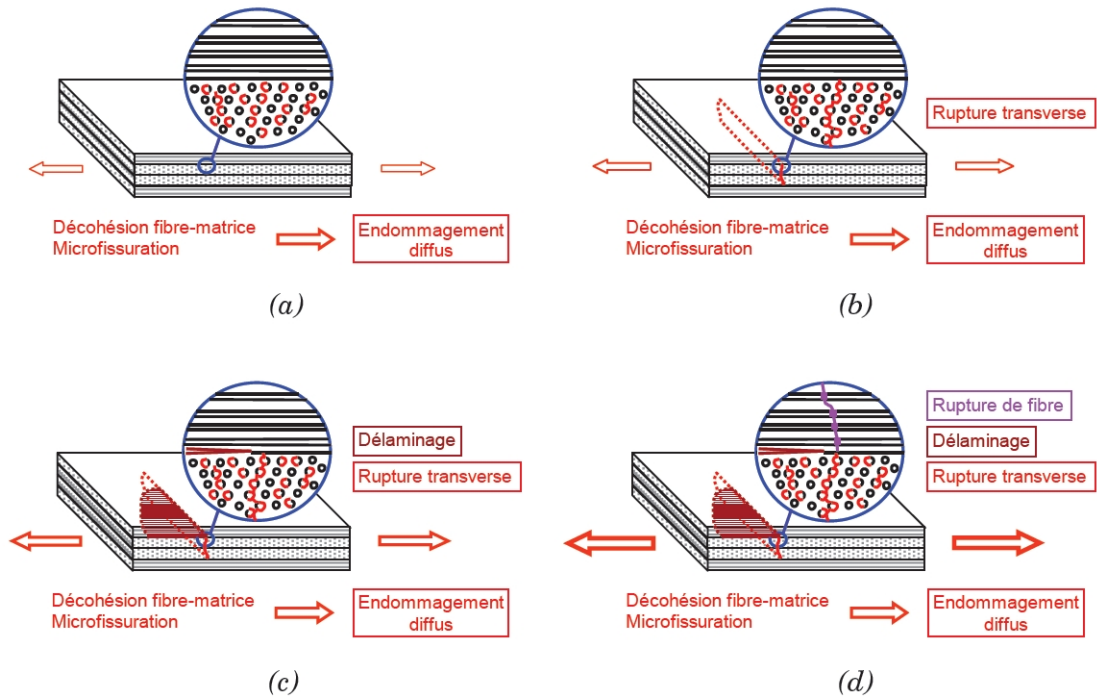 Décohésion fibre-matrice
Microfissuration
Endommagement
diffus
(a)
Rupture transverse
Décohésion fibre-matrice
Microfissuration
Endommagement
diffus
(b)
Délaminage
Rupture transverse
Décohésion fibre-matrice
Microfissuration
Endommagement
diffus
(c)
Rupture de fibre
Délaminage
Rupture transverse
Décohésion fibre-matrice
Microfissuration
Endommagement
diffus
(d)